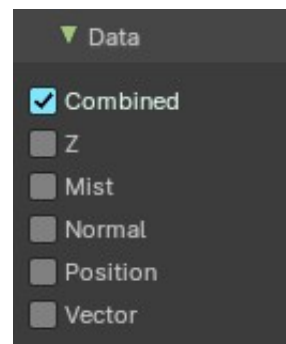 Data
Combined
Z
Mist
Normal
Position
Vector